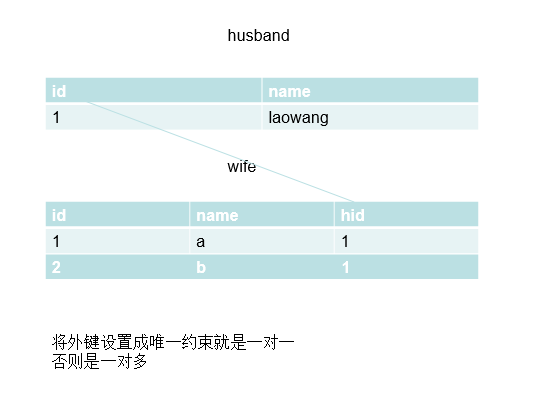 husband
id name
1 laowang
wife
id name hid
1 a 1
2 b 1
将外键设置成唯一约束就是一对一
否则是一对多